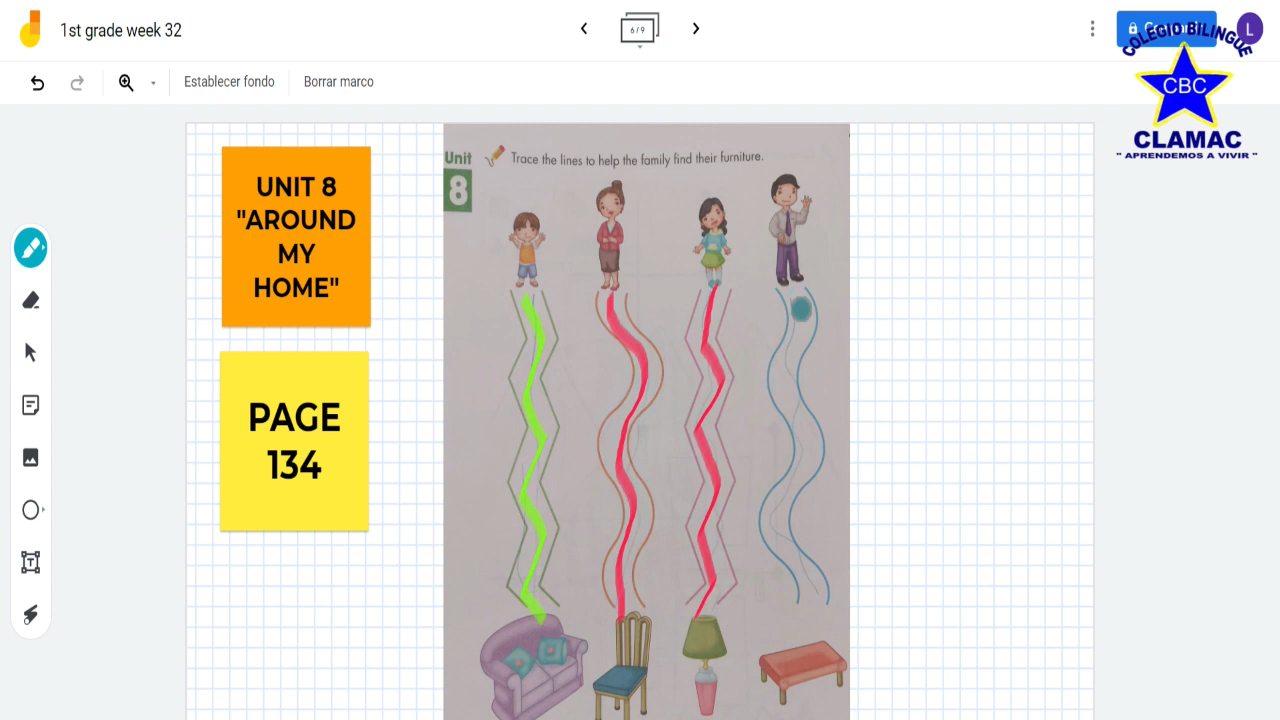 1st grade week 32
6 / 9
L
COLEGIO BILINGUE
CBC
CLAMAC
" APRENDEMOS A VIVIR "
Establecer fondo
Borrar marco
UNIT 8
"AROUND
MY
HOME"
PAGE
134
Unit
8
Trace the lines to help the family find their furniture.